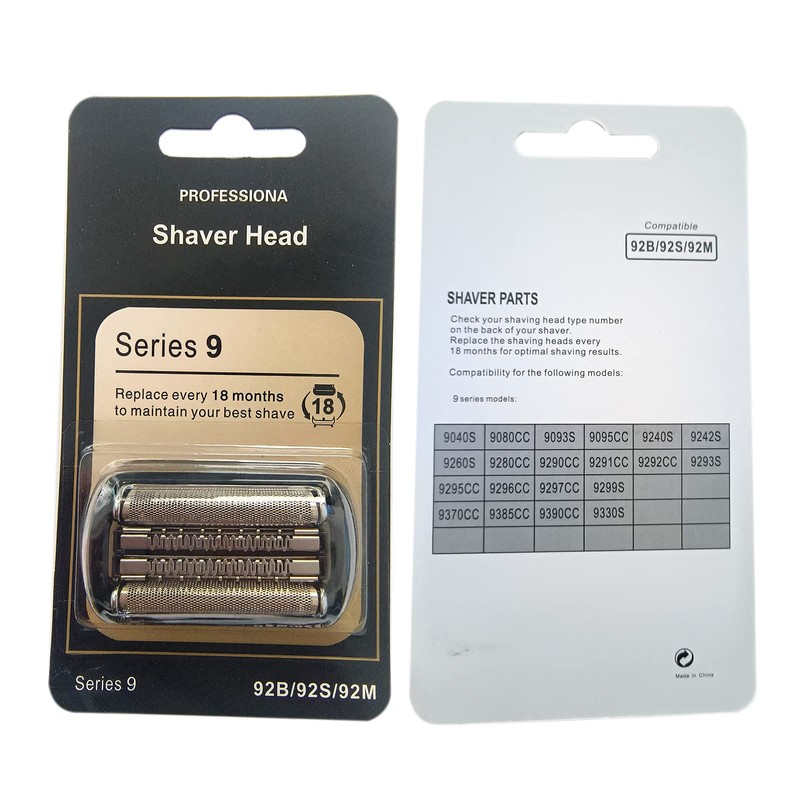 PROFESSIONA
Shaver Head
Series 9
Replace every 18 months
to maintain your best shave
18
Series 9
92B/92S/92M
Compatible
92B/92S/92M
SHAVER PARTS
Check your shaving head type number
on the back of your shaver.
Replace the shaving heads every
18 months for optimal shaving results.
Compatibility for the following models:
9 series models:
9040S 9080CC 9093S 9095CC 9240S 9242S
9260S 9280CC 9290CC 9291CC 9292CC 9293S
9295CC 9296CC 9297CC 9299S
9370CC 9385CC 9390CC 9330S
Made in China